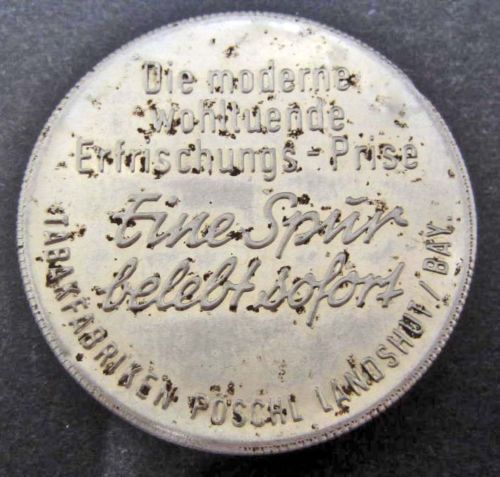 Die moderne
wohltuende
Erfrischungs-Prise
Eine Spur
belebt sofort
TABAKFABRIKEN PÖSCHL LANDSHUT/BAY.